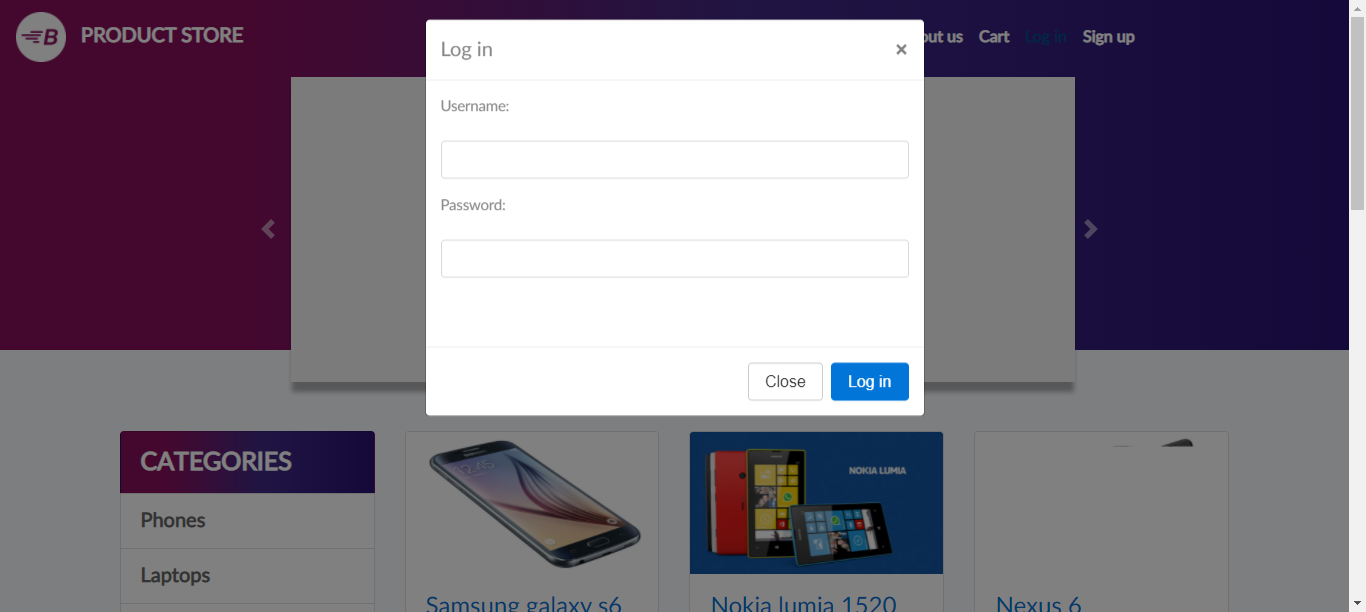 B PRODUCT STORE
out us Cart Log in Sign up
Log in ×
Username:
Password:
Close Log in
CATEGORIES
Phones
Laptops
NOKIA LUMIA
Samsung galaxy s6
Nokia lumia 1520
Nexus 6